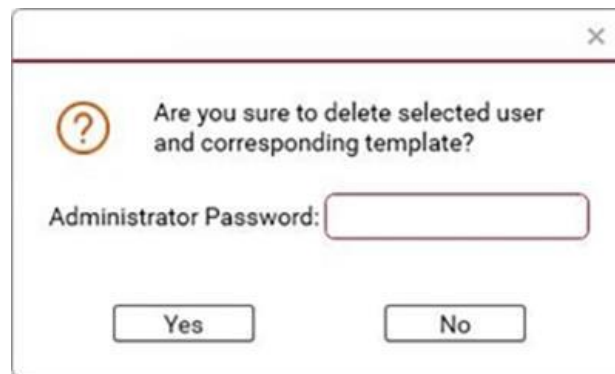 Are you sure to delete selected user
and corresponding template?
Administrator Password:
Yes No